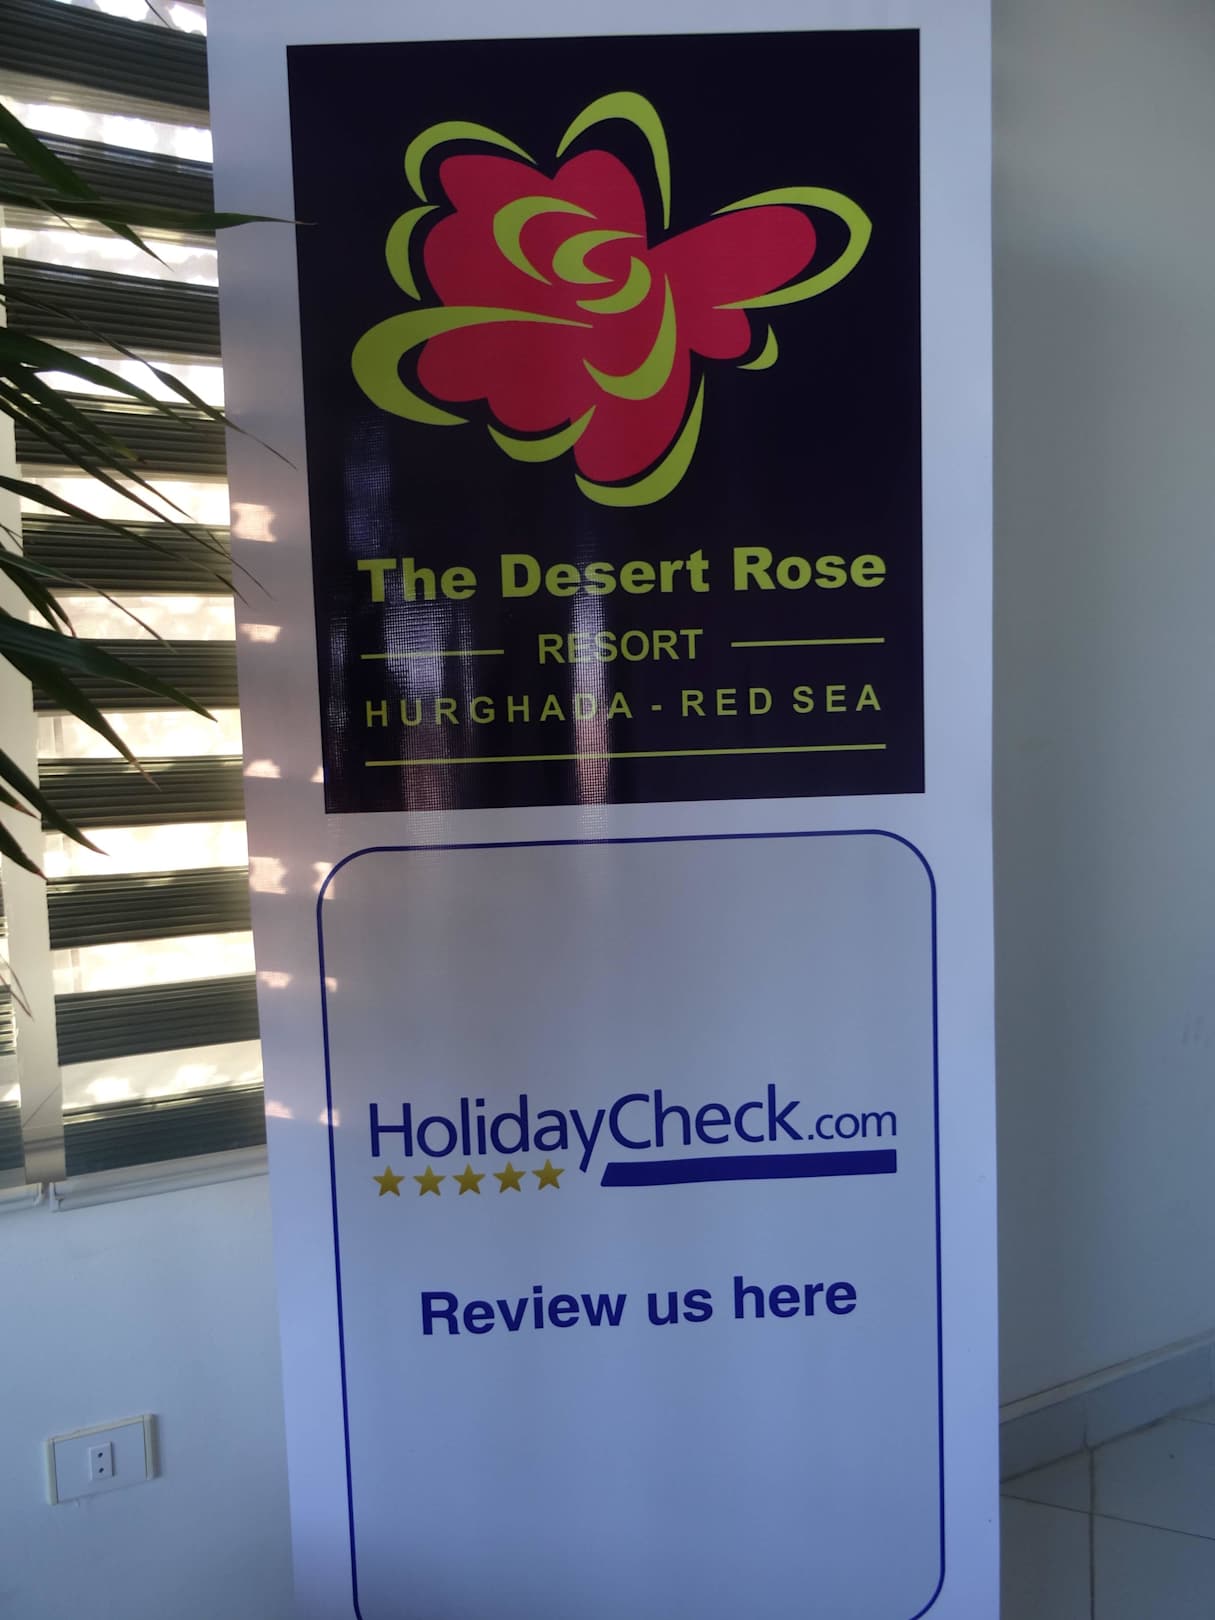 The Desert Rose
RESORT
HURGHADA - RED SEA
HolidayCheck.com
Review us here